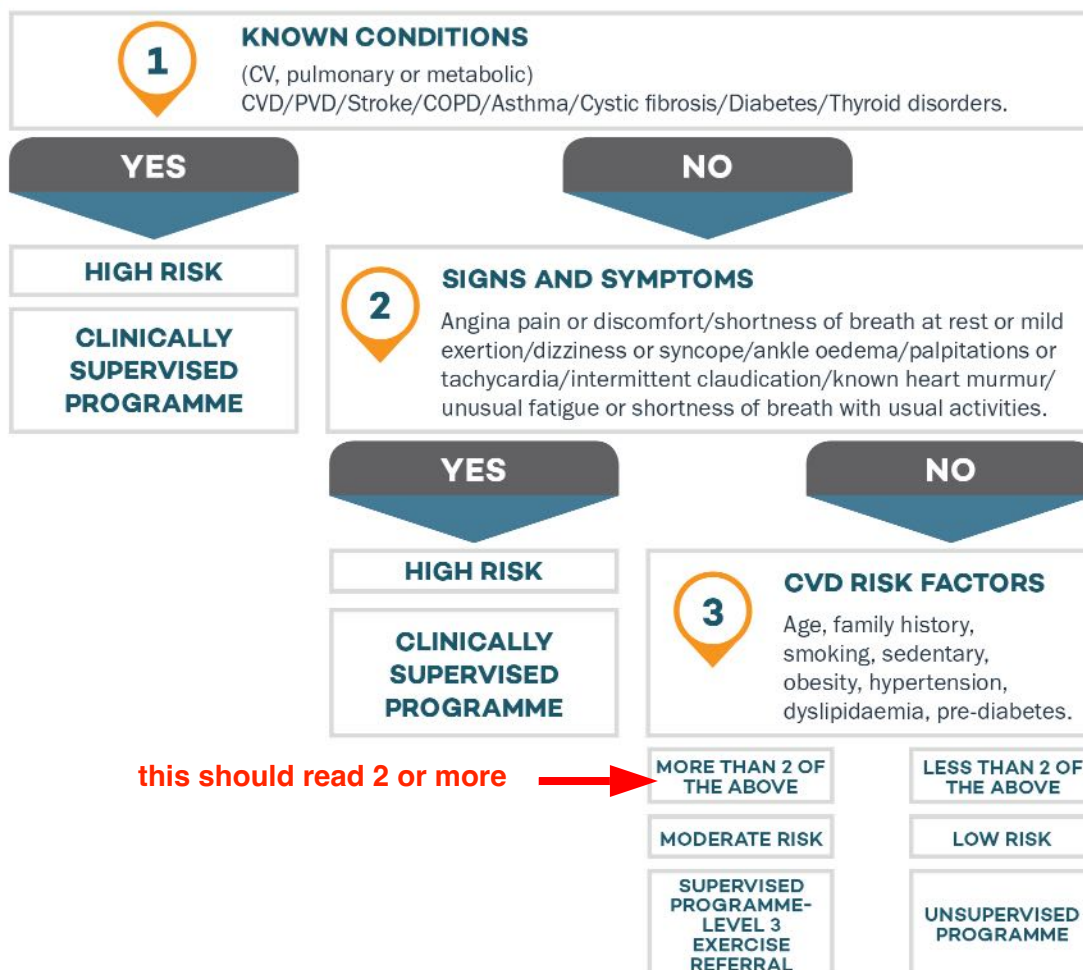 1
KNOWN CONDITIONS
(CV, pulmonary or metabolic)
CVD/PVD/Stroke/COPD/Asthma/Cystic fibrosis/Diabetes/Thyroid disorders.
YES
NO
HIGH RISK
CLINICALLY
SUPERVISED
PROGRAMME
2
SIGNS AND SYMPTOMS
Angina pain or discomfort/shortness of breath at rest or mild
exertion/dizziness or syncope/ankle oedema/palpitations or
tachycardia/intermittent claudication/known heart murmur/
unusual fatigue or shortness of breath with usual activities.
YES
NO
HIGH RISK
CLINICALLY
SUPERVISED
PROGRAMME
3
CVD RISK FACTORS
Age, family history,
smoking, sedentary,
obesity, hypertension,
dyslipidaemia, pre-diabetes.
this should read 2 or more
MORE THAN 2 OF
THE ABOVE
LESS THAN 2 OF
THE ABOVE
MODERATE RISK
LOW RISK
SUPERVISED
PROGRAMME-
LEVEL 3
EXERCISE
REFERRAL
UNSUPERVISED
PROGRAMME